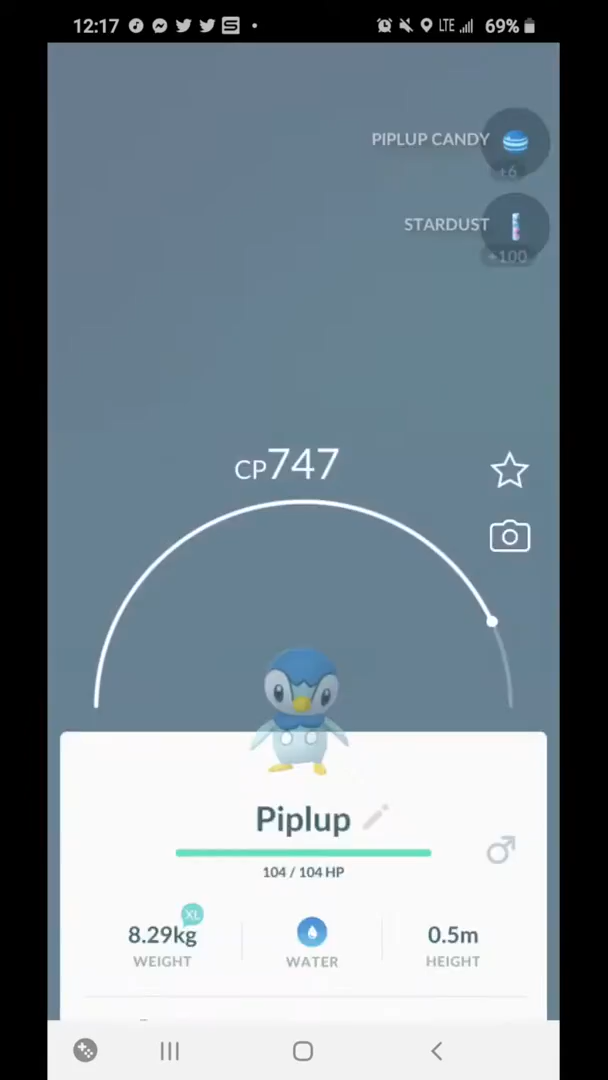 12:17 LTE 69%
PIPLUP CANDY
+6
STARDUST
+100
CP747
Piplup
104 / 104 HP
XL
8.29kg 0.5m
WEIGHT WATER HEIGHT